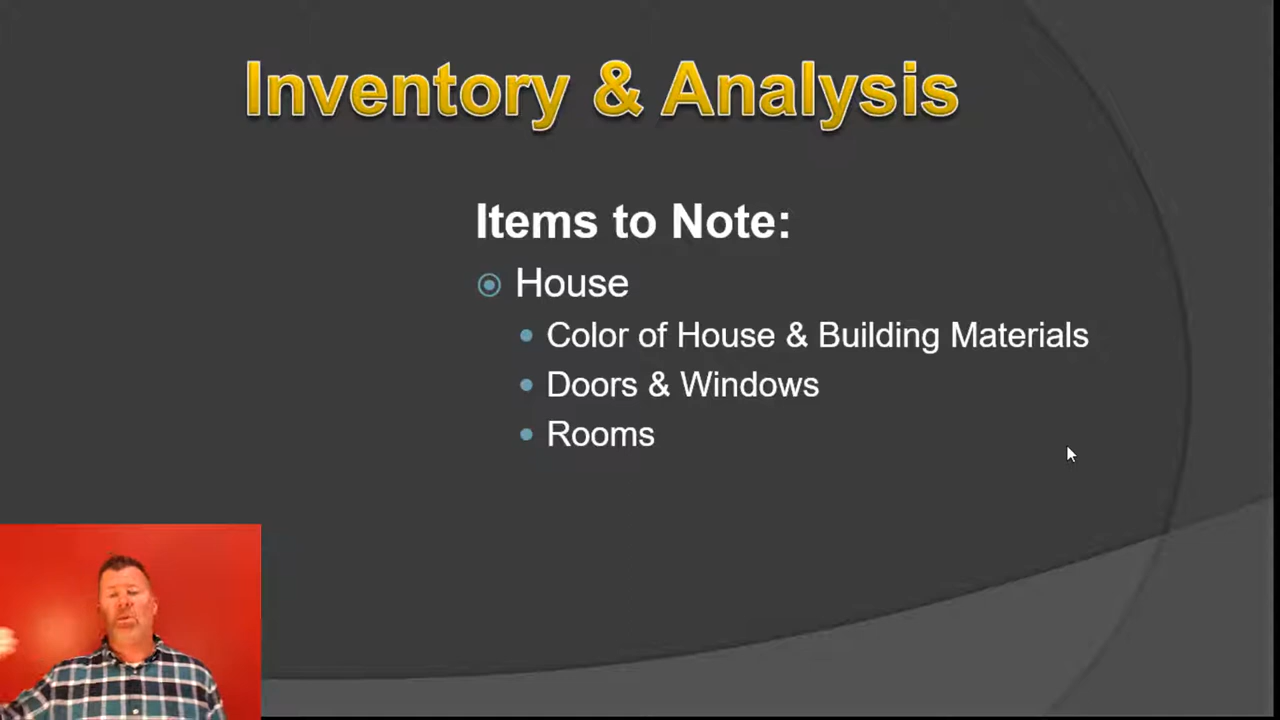 Inventory & Analysis
Items to Note:
House
Color of House & Building Materials
Doors & Windows
Rooms